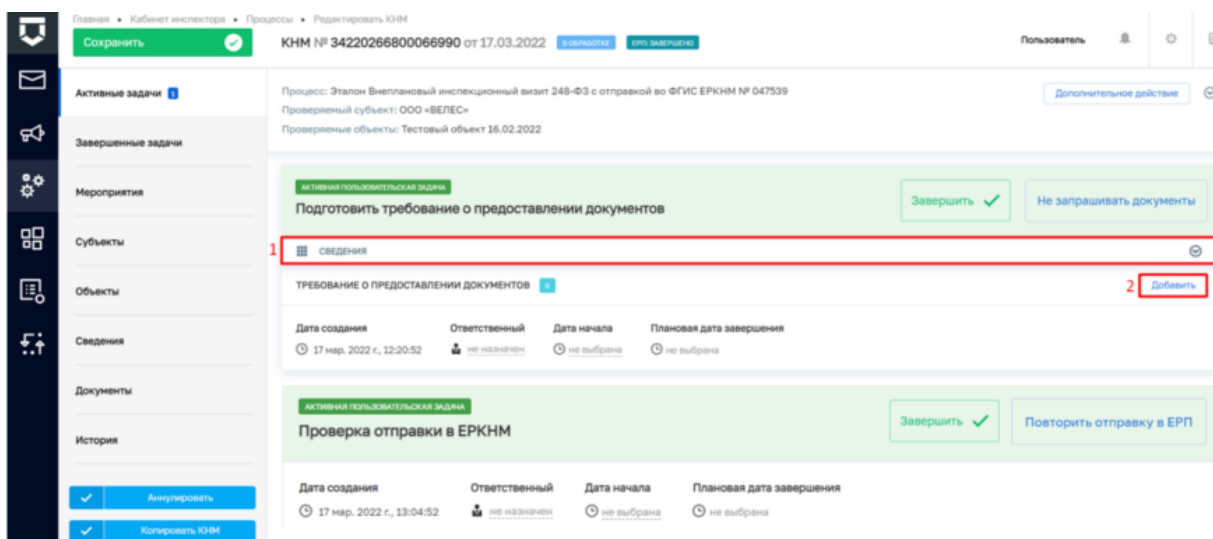 Главная ▸ Кабинет инспектора ▸ Процессы ▸ Редактировать КНМ
Сохранить
КНМ № 34220266800066990 от 17.03.2022 В ОБРАБОТКЕ ЕРП: ЗАВЕРШЕНО
Пользователь
Активные задачи 1
Завершенные задачи
Мероприятия
Субъекты
Объекты
Сведения
Документы
История
Аннулировать
Копировать КНМ
Процесс: Эталон Внеплановый инспекционный визит 248-ФЗ с отправкой во ФГИС ЕРКНМ № 047539
Дополнительное действие
Проверяемый субъект: ООО «ВЕЛЕС»
Проверяемые объекты: Тестовый объект 16.02.2022
АКТИВНАЯ ПОЛЬЗОВАТЕЛЬСКАЯ ЗАДАЧА
Подготовить требование о предоставлении документов
Завершить
Не запрашивать документы
1 СВЕДЕНИЯ
ТРЕБОВАНИЕ О ПРЕДОСТАВЛЕНИИ ДОКУМЕНТОВ 0
2 Добавить
Дата создания Ответственный Дата начала Плановая дата завершения
17 мар. 2022 г., 12:20:52 не назначен не выбрана не выбрана
АКТИВНАЯ ПОЛЬЗОВАТЕЛЬСКАЯ ЗАДАЧА
Проверка отправки в ЕРКНМ
Завершить
Повторить отправку в ЕРП
Дата создания Ответственный Дата начала Плановая дата завершения
17 мар. 2022 г., 13:04:52 не назначен не выбрана не выбрана